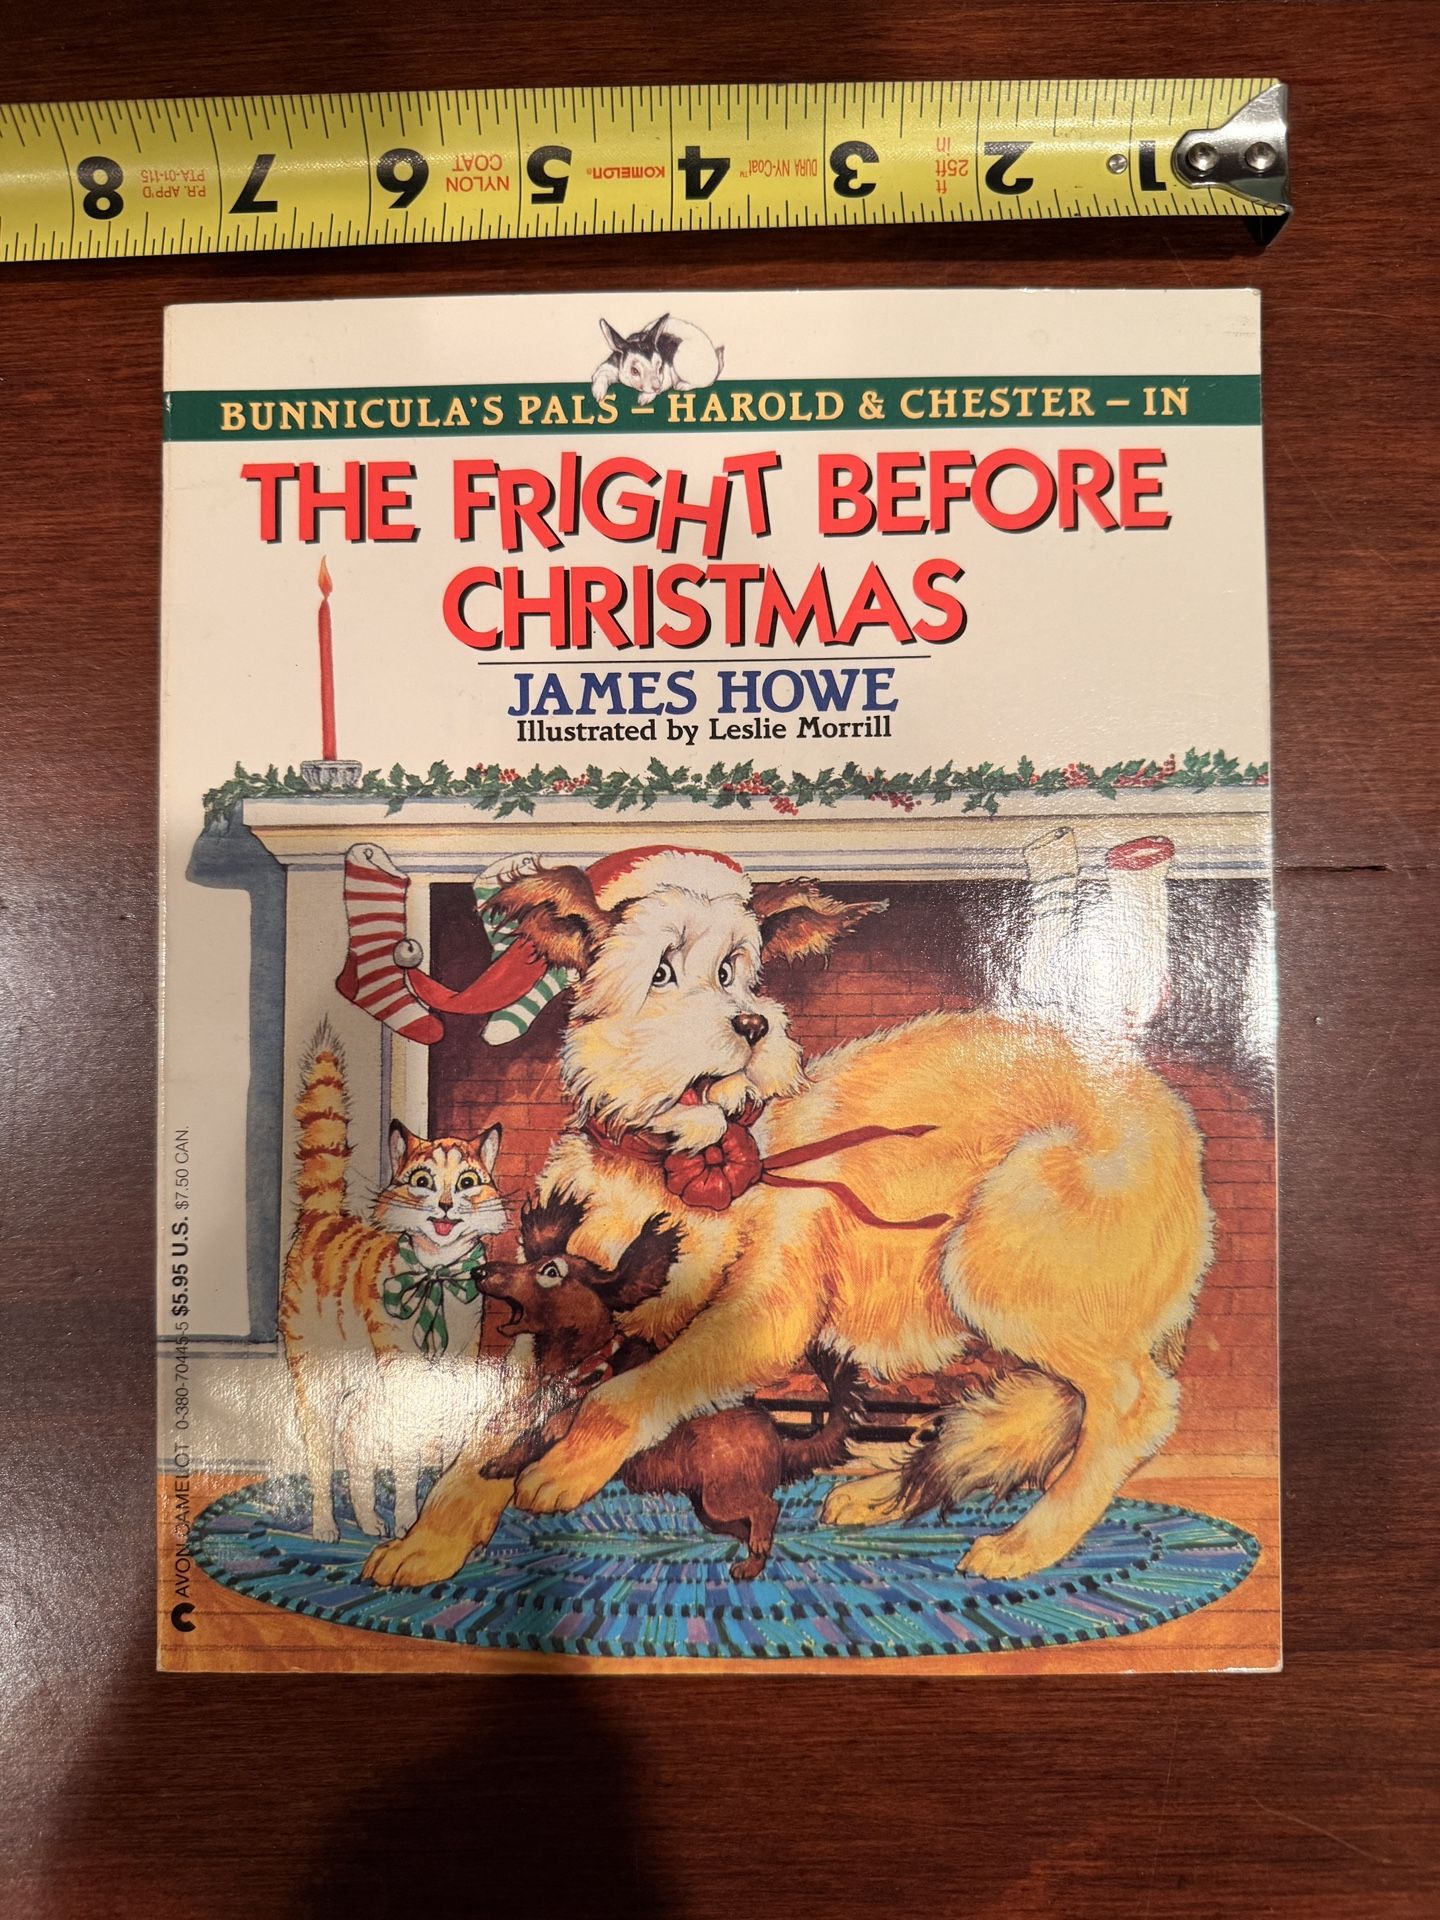 1 2 3 4 5 6 7 8
25ft
ft in
DURA NY-Coat™
KOMELON®
NYLON
COAT
P.R. APP'D
PTA-01-115
BUNNICULA'S PALS – HAROLD & CHESTER – IN
THE FRIGHT BEFORE
CHRISTMAS
JAMES HOWE
Illustrated by Leslie Morrill
AVON CAMELOT 0-380-70445-5 $5.95 U.S. $7.50 CAN.